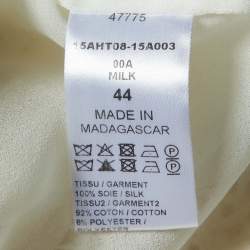 47775
15AHT08-15A003
00A
MILK
44
MADE IN
MADAGASCAR
TISSU / GARMENT
100% SOIE / SILK
TISSU2 / GARMENT2
92% COTON / COTTON
8% POLYESTER /
POLYESTER